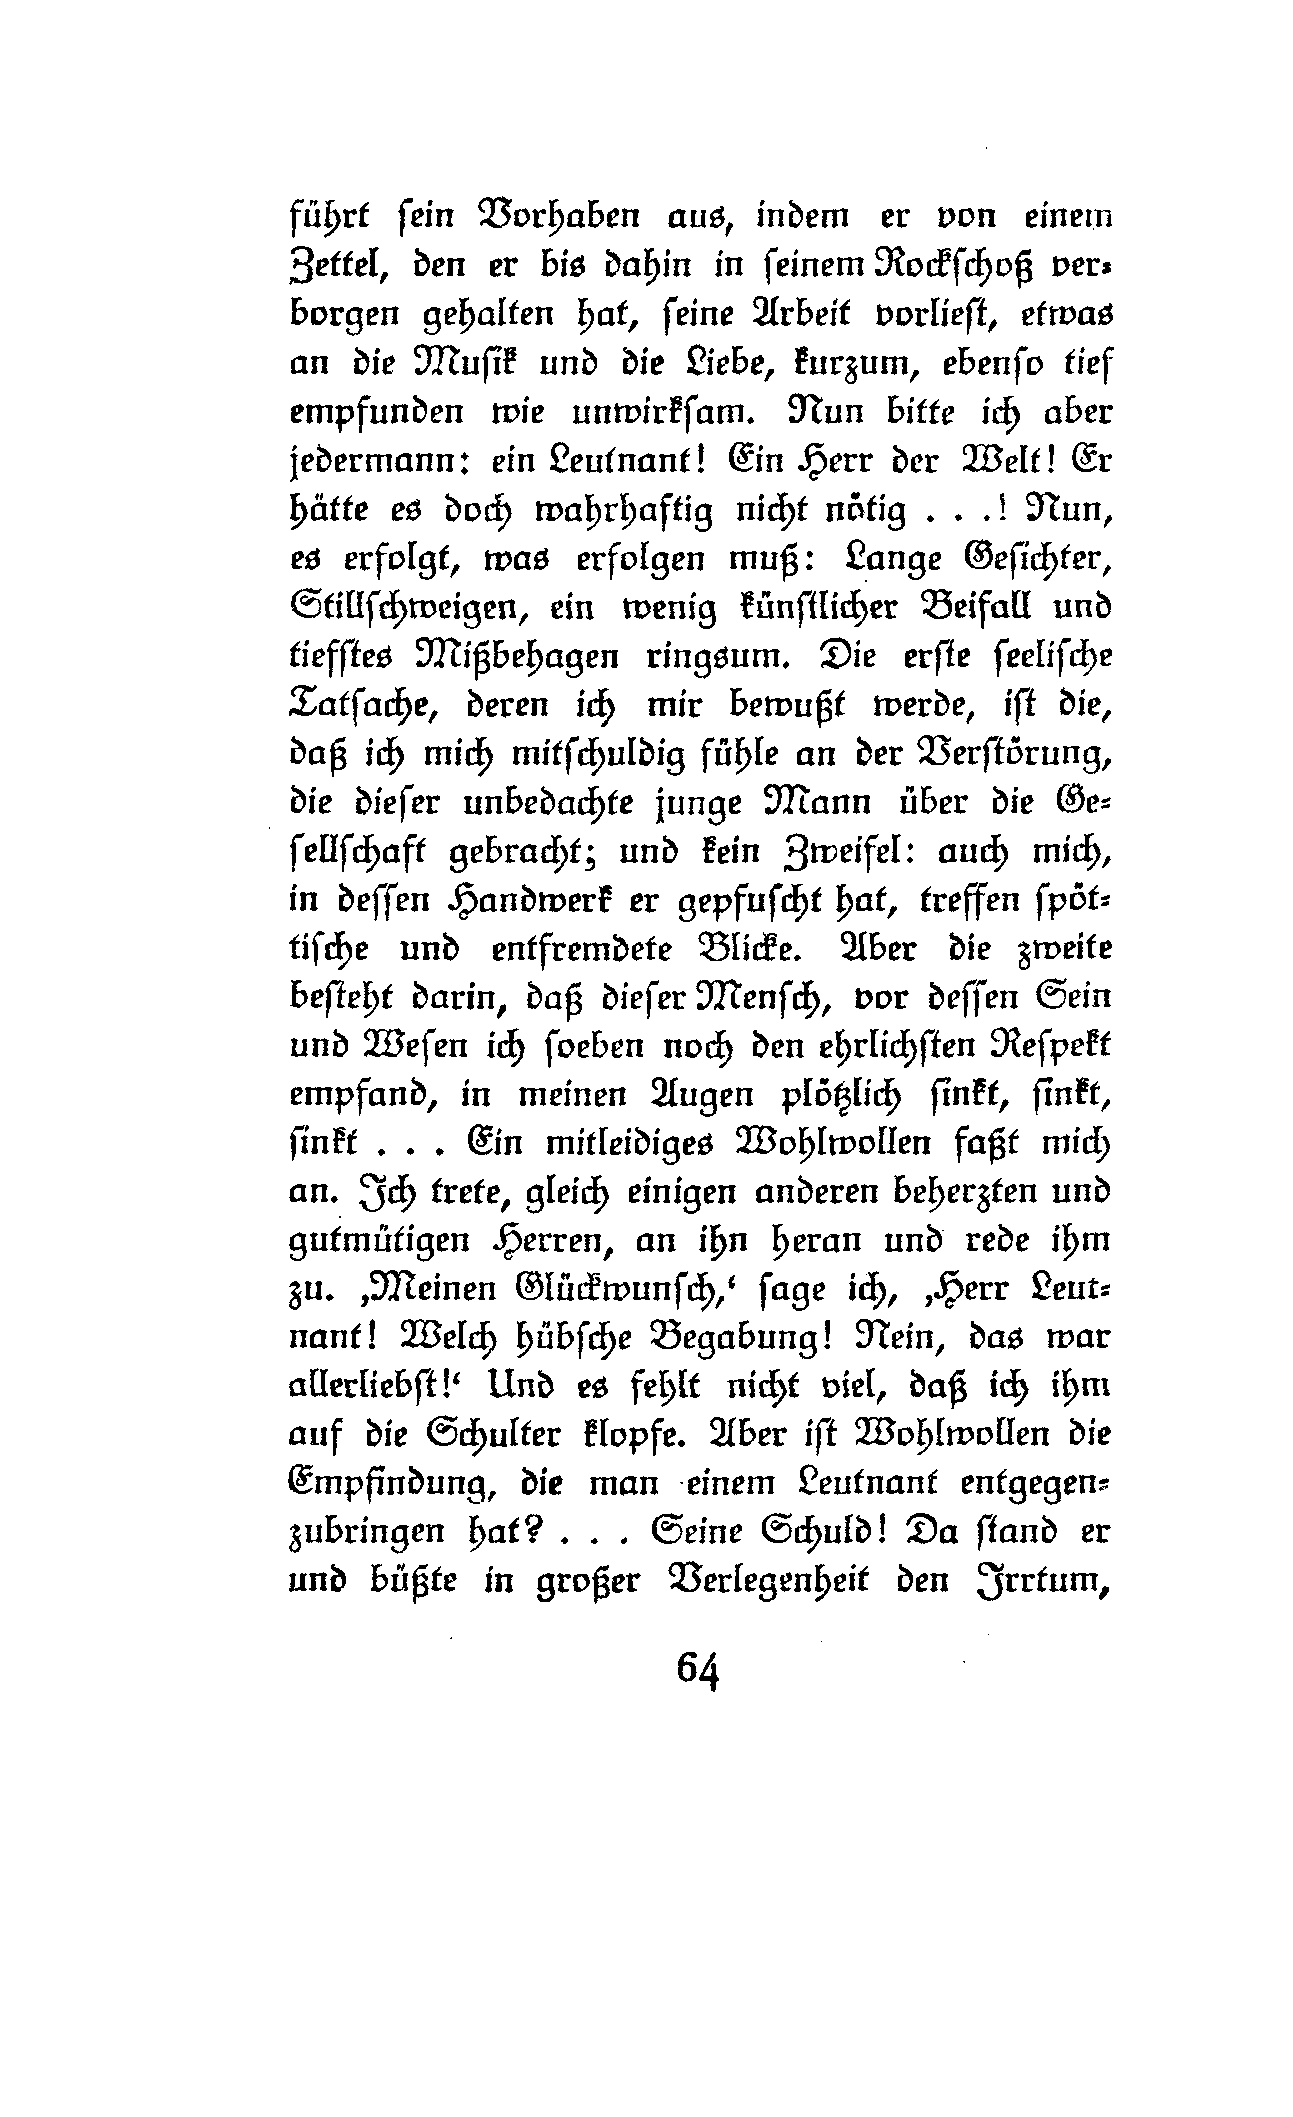 führt sein Vorhaben aus, indem er von einem
Zettel, den er bis dahin in seinem Rockschoß ver-
borgen gehalten hat, seine Arbeit vorliest, etwas
an die Musik und die Liebe, kurzum, ebenso tief
empfunden wie unwirksam. Nun bitte ich aber
jedermann: ein Leutnant! Ein Herr der Welt! Er
hätte es doch wahrhaftig nicht nötig . . .! Nun,
es erfolgt, was erfolgen muß: Lange Gesichter,
Stillschweigen, ein wenig künstlicher Beifall und
tiefstes Mißbehagen ringsum. Die erste seelische
Tatsache, deren ich mir bewußt werde, ist die,
daß ich mich mitschuldig fühle an der Verstörung,
die dieser unbedachte junge Mann über die Ge-
sellschaft gebracht; und kein Zweifel: auch mich,
in dessen Handwerk er gepfuscht hat, treffen spöt-
tische und entfremdete Blicke. Aber die zweite
besteht darin, daß dieser Mensch, vor dessen Sein
und Wesen ich soeben noch den ehrlichsten Respekt
empfand, in meinen Augen plötzlich sinkt, sinkt,
sinkt . . . Ein mitleidiges Wohlwollen faßt mich
an. Ich trete, gleich einigen anderen beherzten und
gutmütigen Herren, an ihn heran und rede ihm
zu. ‚Meinen Glückwunsch,‘ sage ich, ‚Herr Leut-
nant! Welch hübsche Begabung! Nein, das war
allerliebst!‘ Und es fehlt nicht viel, daß ich ihm
auf die Schulter klopfe. Aber ist Wohlwollen die
Empfindung, die man einem Leutnant entgegen-
zubringen hat? . . . Seine Schuld! Da stand er
und büßte in großer Verlegenheit den Irrtum,
64